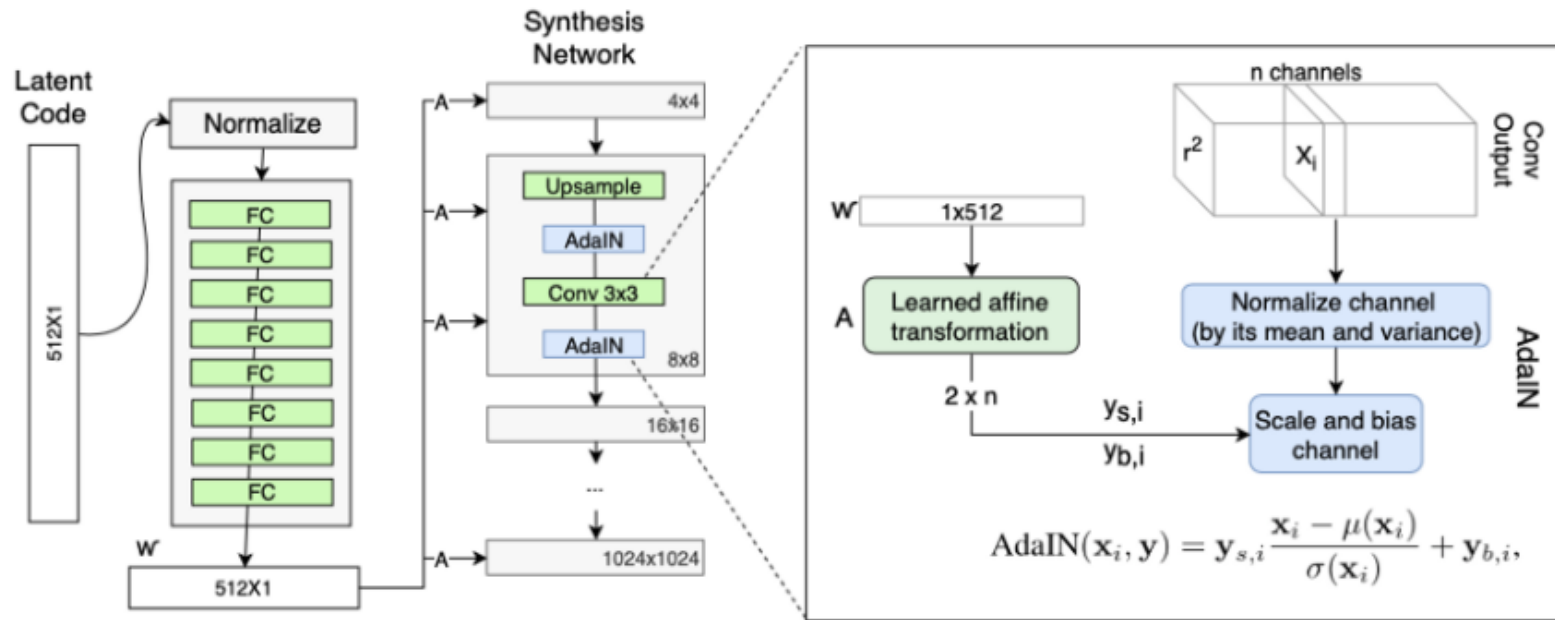 Latent
Code
512X1
Normalize
FC
FC
FC
FC
FC
FC
FC
FC
w
512X1
Synthesis
Network
A
4x4
A
Upsample
AdaIN
A
Conv 3x3
AdaIN
8x8
16x16
...
A
1024x1024
n channels
r²
Xᵢ
Conv
Output
w
1x512
A
Learned affine
transformation
2 x n
Normalize channel
(by its mean and variance)
AdaIN
yₛ,ᵢ
y_b,i
Scale and bias
channel
AdaIN(xᵢ, y) = yₛ,ᵢ (xᵢ − μ(xᵢ)) / σ(xᵢ) + y_b,i,